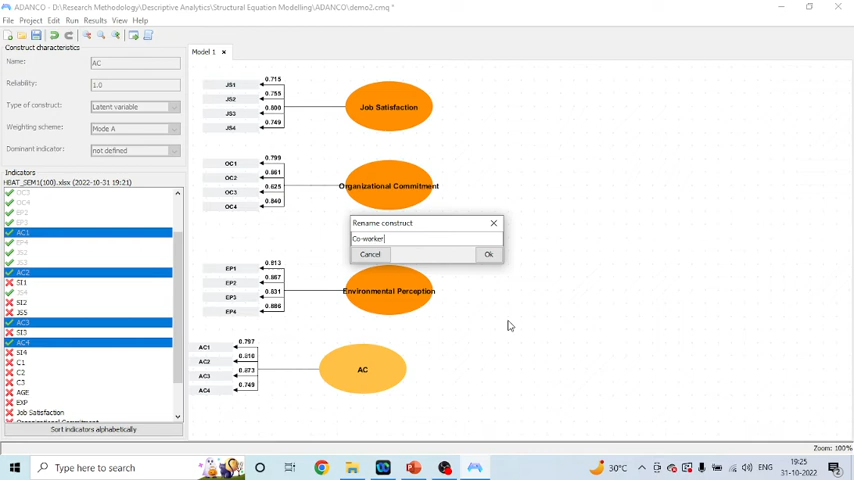 ADANCO - D:\Research Methodology\Descriptive Analytics\Structural Equation Modelling\ADANCO\demo2.cmq *
File Project Edit Run Results View Help
Construct characteristics
Name: AC
Reliability: 1.0
Type of construct: Latent variable
Weighting scheme: Mode A
Dominant indicator: not defined
Indicators
HBAT_SEM1(100).xlsx (2022-10-31 19:21)
OC3
OC4
EP2
EP3
AC1
EP4
JS2
JS3
AC2
SI1
JS4
SI2
JS5
AC3
SI3
AC4
SI4
C1
C2
C3
AGE
EXP
Job Satisfaction
Organizational Commitment
Sort indicators alphabetically
Model 1
JS1 0.715
JS2 0.755
JS3 0.800
JS4 0.749
Job Satisfaction
OC1 0.799
OC2 0.861
OC3 0.625
OC4 0.840
Organizational Commitment
Rename construct
Co-worker
Cancel Ok
EP1 0.813
EP2 0.867
EP3 0.831
EP4 0.886
Environmental Perception
AC1 0.797
AC2 0.816
AC3 0.873
AC4 0.749
AC
Zoom: 100%
Type here to search
30°C
ENG
19:25
31-10-2022
2